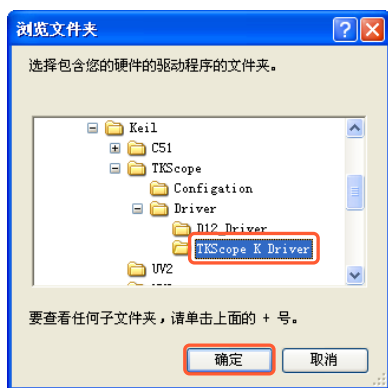 浏览文件夹
选择包含您的硬件的驱动程序的文件夹。
Keil
C51
TKScope
Configation
Driver
D12 Driver
TKScope K Driver
UV2
要查看任何子文件夹，请单击上面的 + 号。
确定
取消